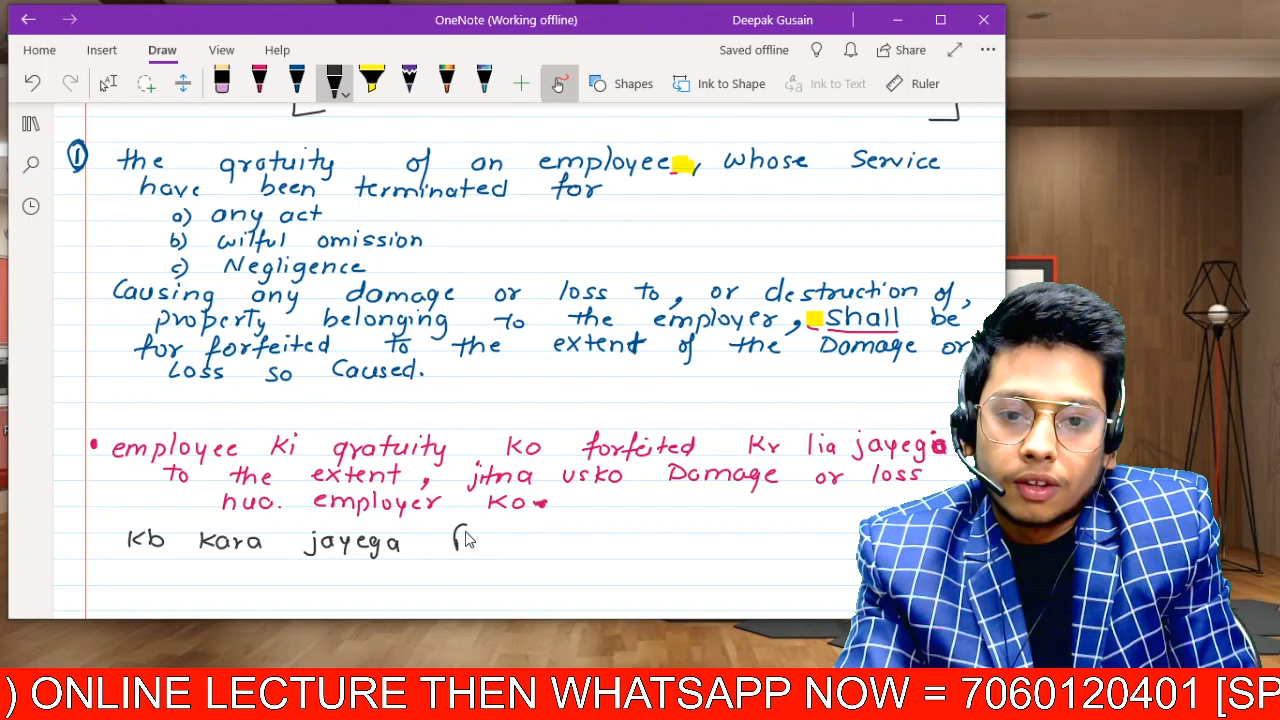 OneNote (Working offline)
Deepak Gusain
Home Insert Draw View Help
Saved offline
Share
Shapes
Ink to Shape
Ink to Text
Ruler
1 the gratuity of an employee, whose Service
have been terminated for
a) any act
b) wilful omission
c) Negligence
Causing any damage or loss to, or destruction of,
property belonging to the employer, shall be
for forfeited to the extent of the Damage or
Loss so Caused.
• employee ki gratuity ko forfeited Kr lia jayega
to the extent, jitna usko Damage or loss
hua. employer Ko
Kb Kara jayega
) ONLINE LECTURE THEN WHATSAPP NOW = 7060120401 [SP